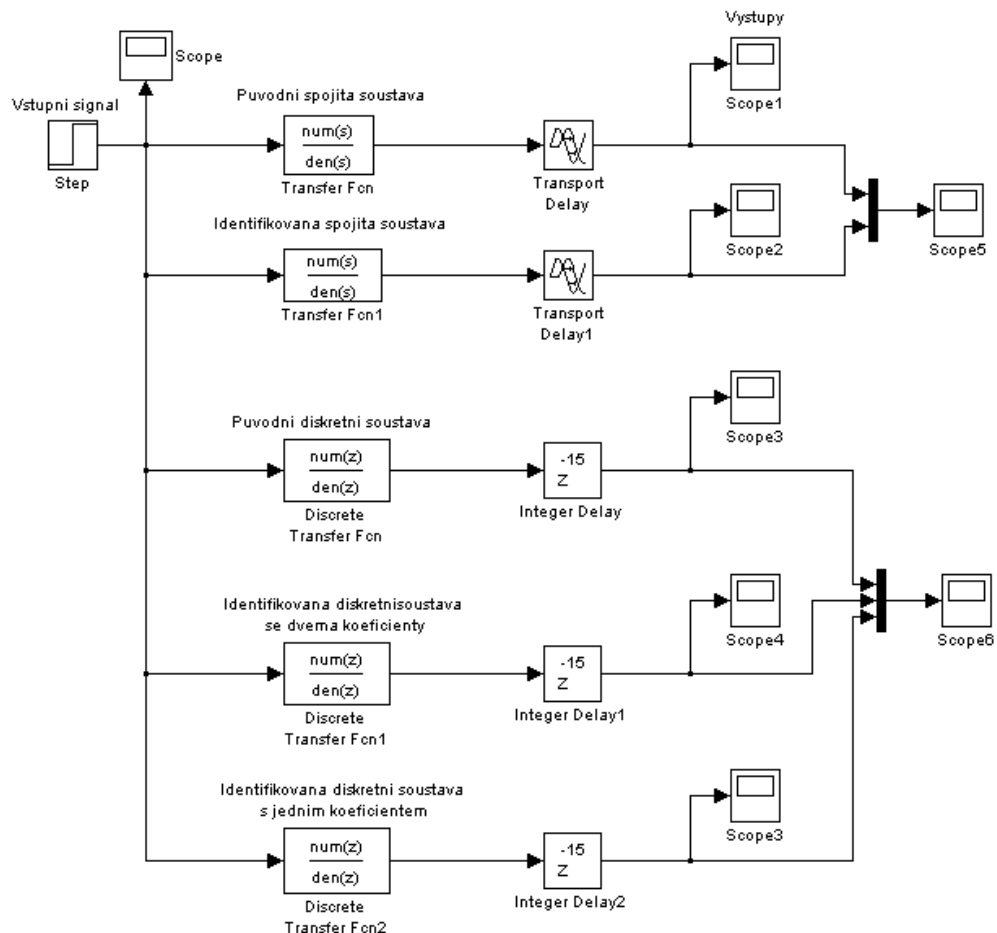 Vystupy
Scope
Scope1
Vstupni signal
Step
Puvodni spojita soustava
num(s)
den(s)
Transfer Fcn
Transport
Delay
Identifikovana spojita soustava
num(s)
den(s)
Transfer Fcn1
Transport
Delay1
Scope2
Scope5
Puvodni diskretni soustava
num(z)
den(z)
Discrete
Transfer Fcn
-15
Z
Integer Delay
Scope3
Identifikovana diskretnisoustava
se dvema koeficienty
num(z)
den(z)
Discrete
Transfer Fcn1
-15
Z
Integer Delay1
Scope4
Scope6
Identifikovana diskretni soustava
s jednim koeficientem
num(z)
den(z)
Discrete
Transfer Fcn2
-15
Z
Integer Delay2
Scope3